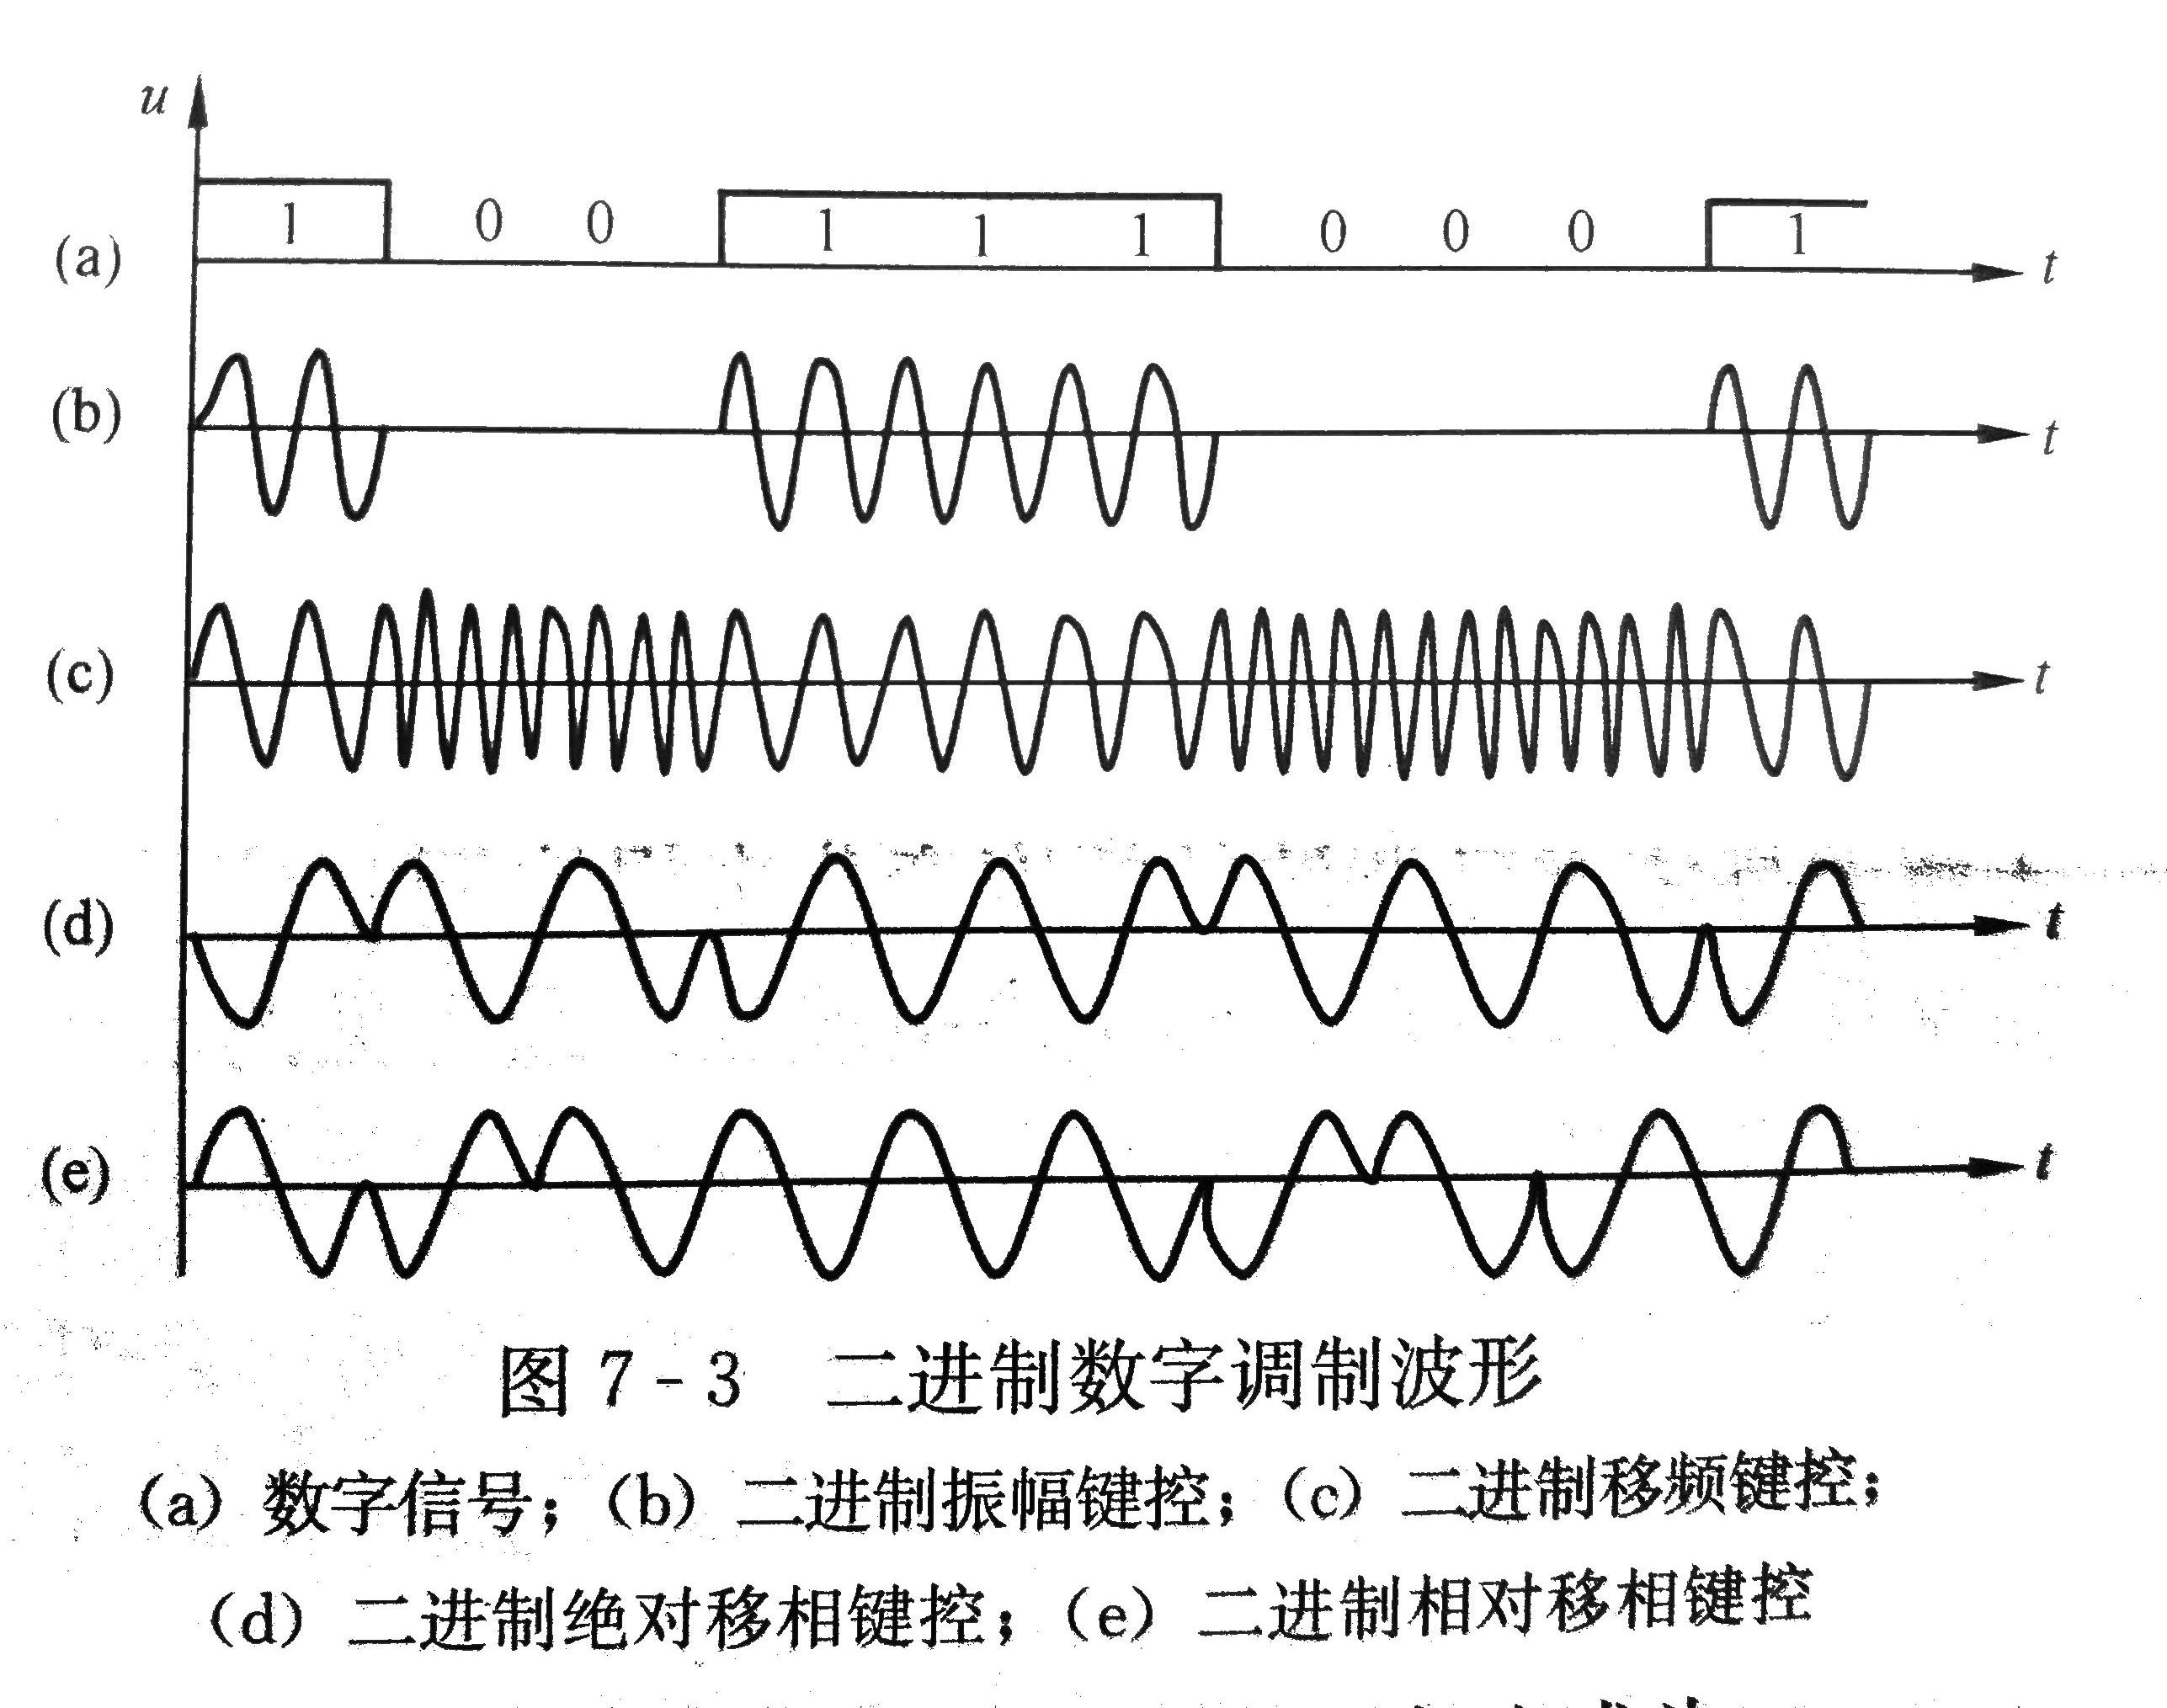 u
(a) 1 0 0 1 1 1 0 0 0 1 t
(b) t
(c) t
(d) t
(e) t
图 7-3 二进制数字调制波形
(a) 数字信号；(b) 二进制振幅键控；(c) 二进制移频键控；
(d) 二进制绝对移相键控；(e) 二进制相对移相键控